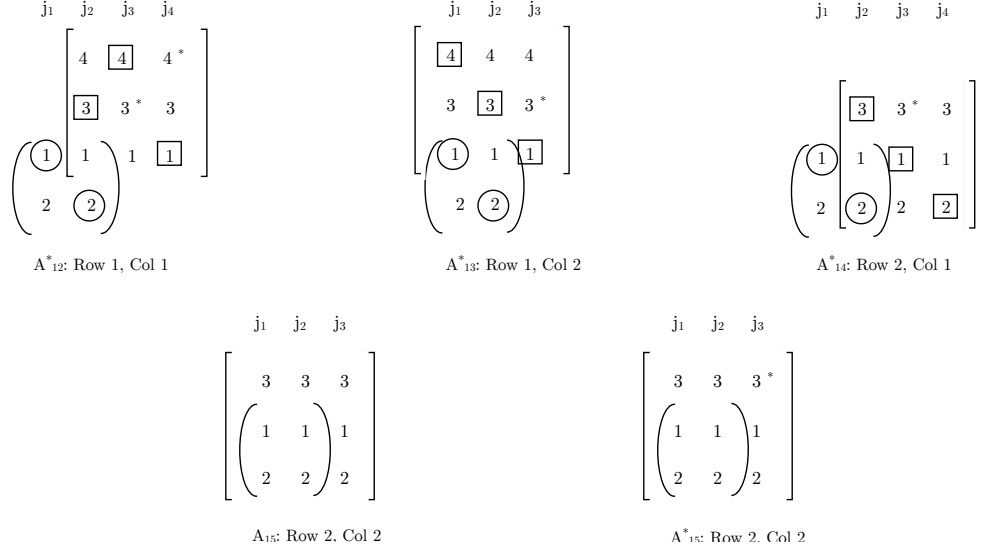 j₁ j₂ j₃ j₄
4 4 4*
3 3* 3
1 1 1 1
2 2
A*₁₂: Row 1, Col 1
j₁ j₂ j₃
4 4 4
3 3 3*
1 1 1
2 2
A*₁₃: Row 1, Col 2
j₁ j₂ j₃ j₄
3 3* 3
1 1 1 1
2 2 2 2
A*₁₄: Row 2, Col 1
j₁ j₂ j₃
3 3 3
1 1 1
2 2 2
A₁₅: Row 2, Col 2
j₁ j₂ j₃
3 3 3*
1 1 1
2 2 2
A*₁₅: Row 2, Col 2